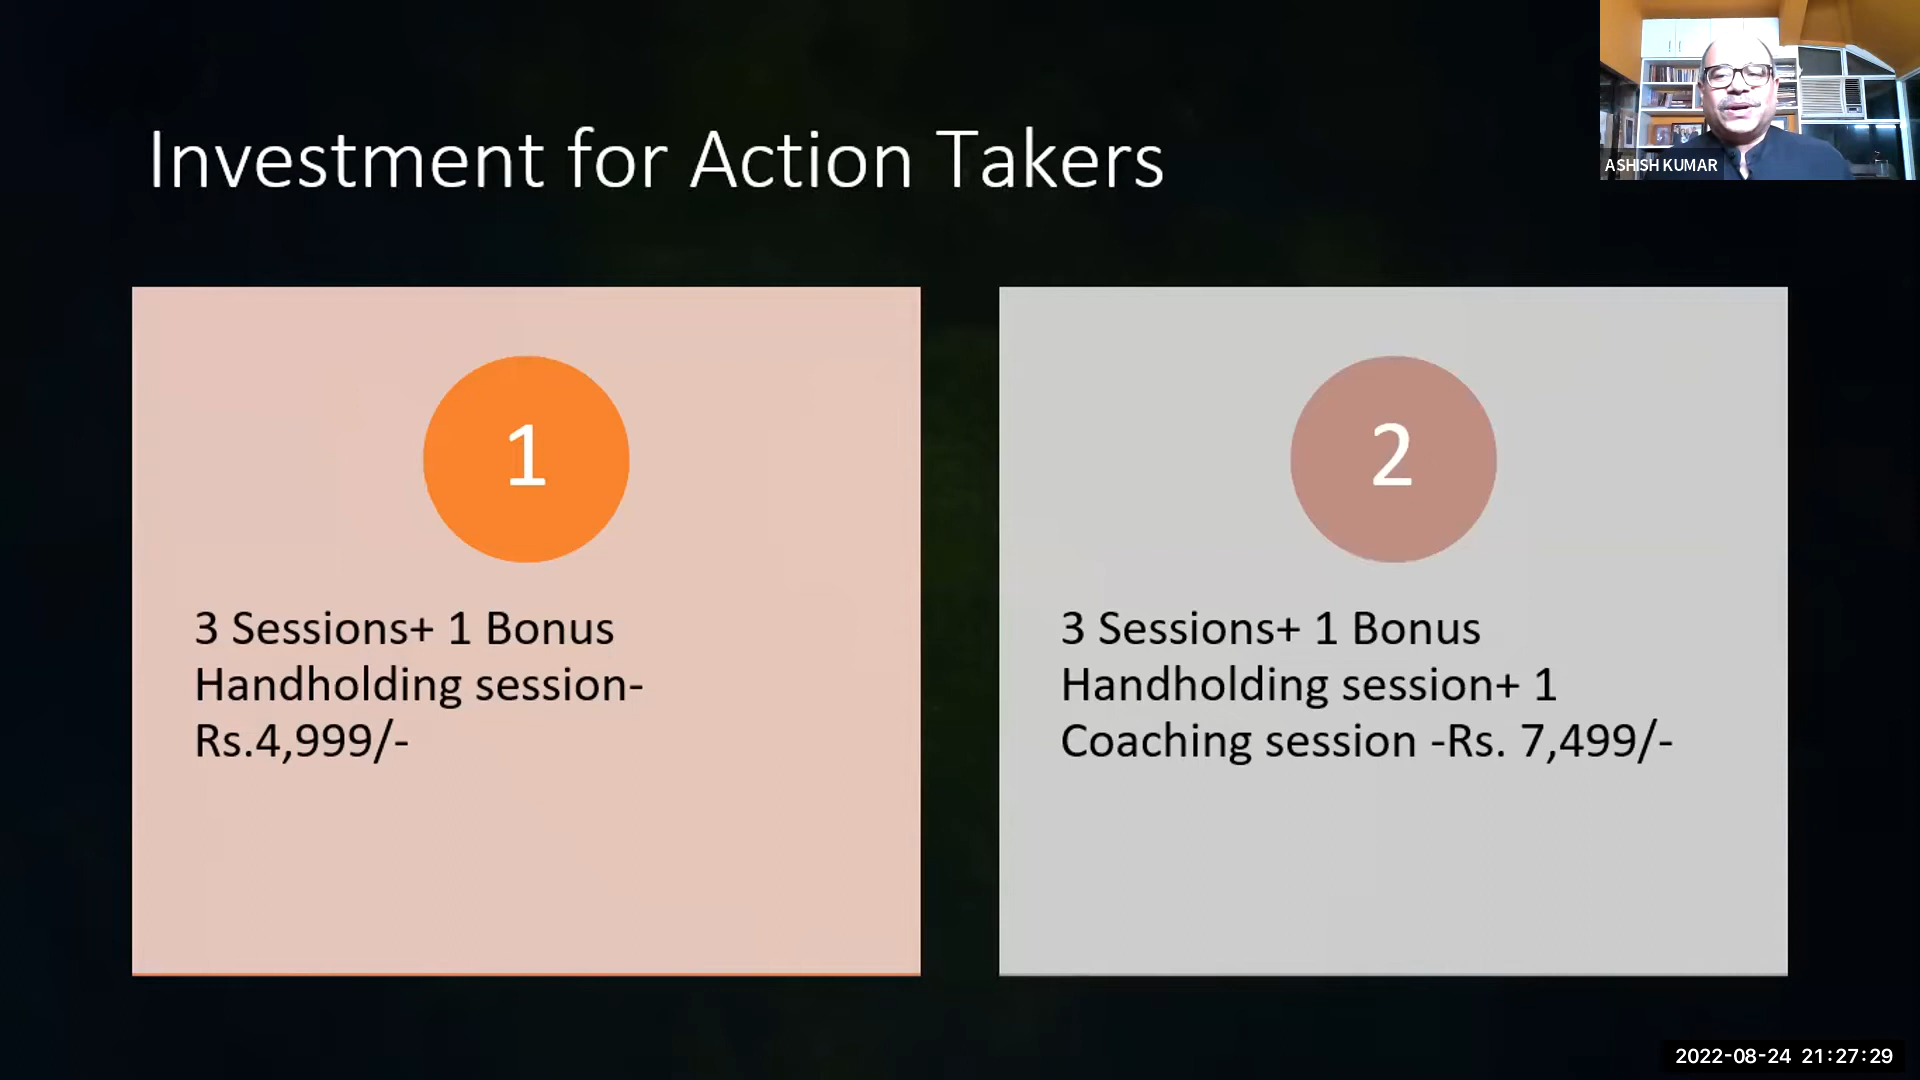 Investment for Action Takers
ASHISH KUMAR
1
3 Sessions+ 1 Bonus
Handholding session-
Rs.4,999/-
2
3 Sessions+ 1 Bonus
Handholding session+ 1
Coaching session -Rs. 7,499/-
2022-08-24 21:27:29